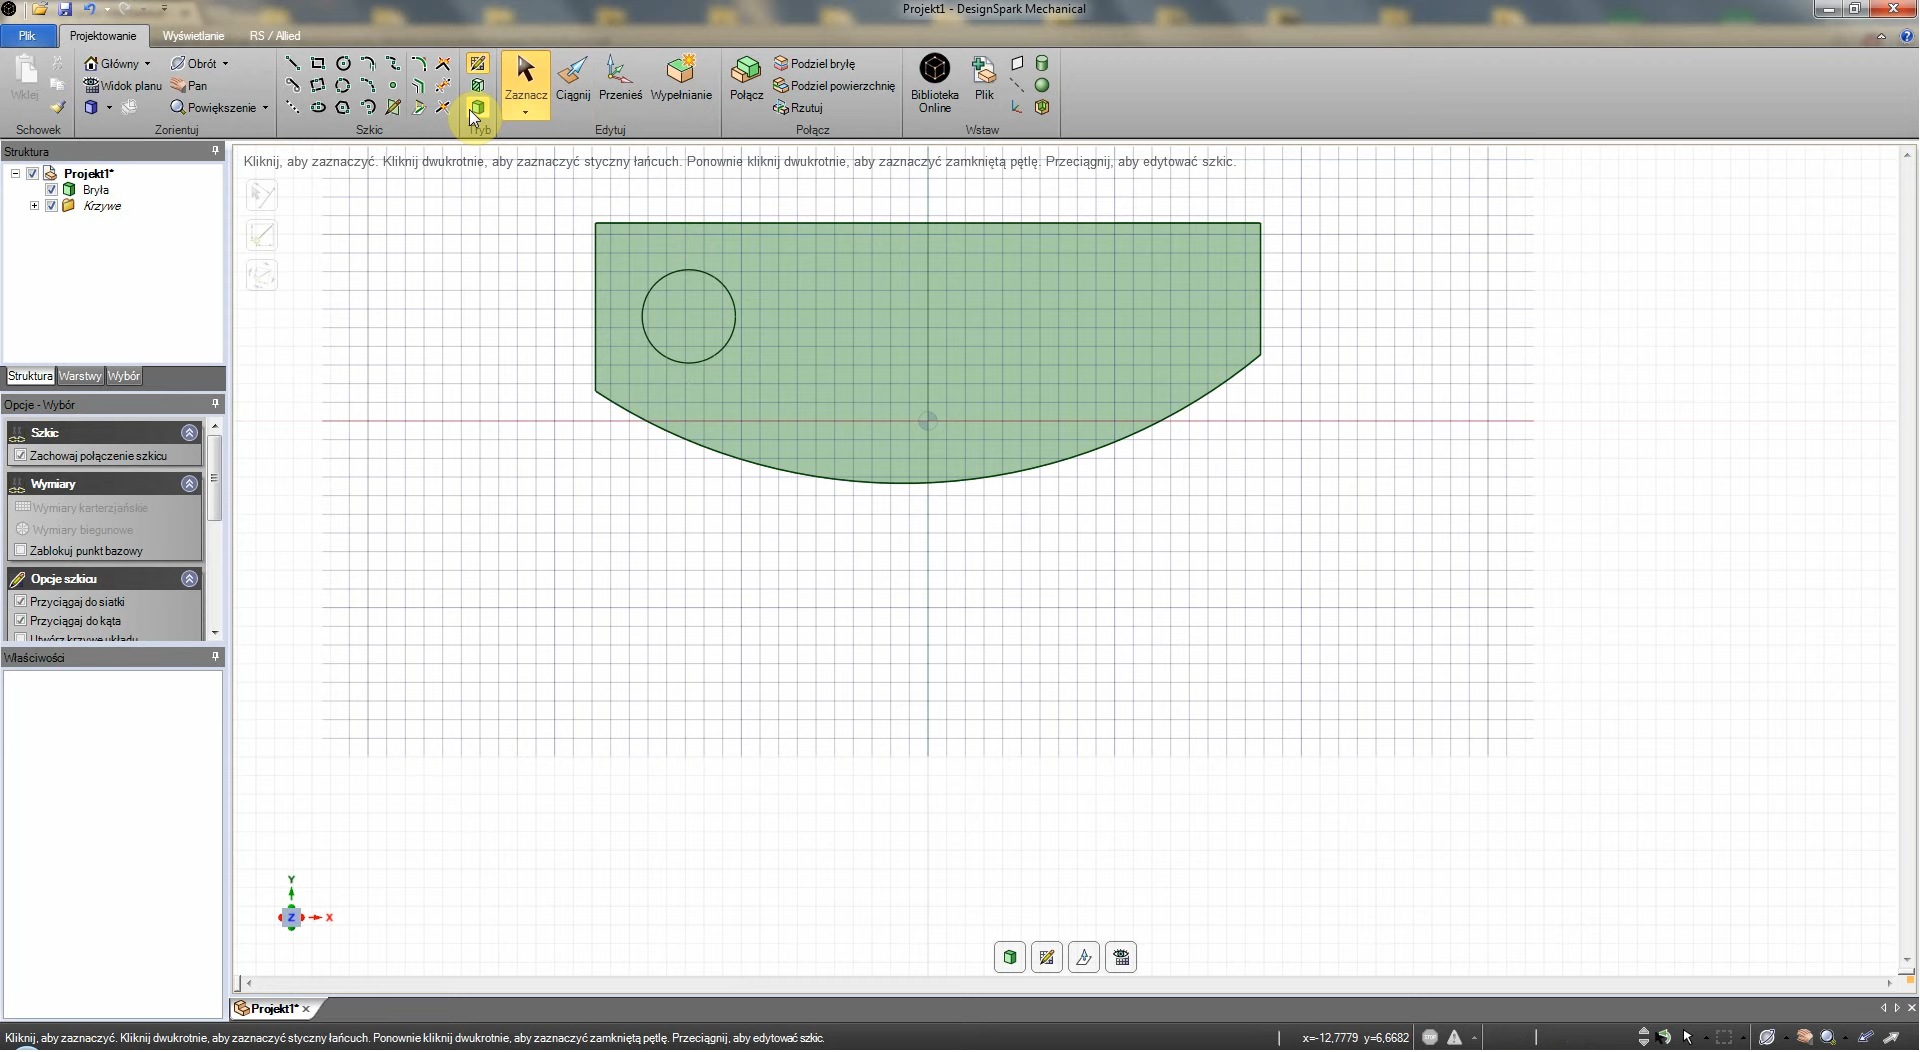 Projekt1 - DesignSpark Mechanical
Plik Projektowanie Wyświetlanie RS / Allied
Wklej
Główny
Widok planu
Obrót
Pan
Powiększenie
Zaznacz
Ciągnij
Przenieś
Wypełnianie
Połącz
Podziel bryłę
Podziel powierzchnię
Rzutuj
Biblioteka
Online
Plik
Schowek Zorientuj Szkic Tryb Edytuj Połącz Wstaw
Struktura
Projekt1*
Bryła
Krzywe
Struktura Warstwy Wybór
Opcje - Wybór
Szkic
Zachowaj połączenie szkicu
Wymiary
Wymiary karterzjańskie
Wymiary biegunowe
Zablokuj punkt bazowy
Opcje szkicu
Przyciągaj do siatki
Przyciągaj do kąta
Utwórz krzywe układu
Właściwości
Kliknij, aby zaznaczyć. Kliknij dwukrotnie, aby zaznaczyć styczny łańcuch. Ponownie kliknij dwukrotnie, aby zaznaczyć zamkniętą pętlę. Przeciągnij, aby edytować szkic.
Y
Z X
Projekt1*
Kliknij, aby zaznaczyć. Kliknij dwukrotnie, aby zaznaczyć styczny łańcuch. Ponownie kliknij dwukrotnie, aby zaznaczyć zamkniętą pętlę. Przeciągnij, aby edytować szkic.
x=-12,7779 y=6,6682